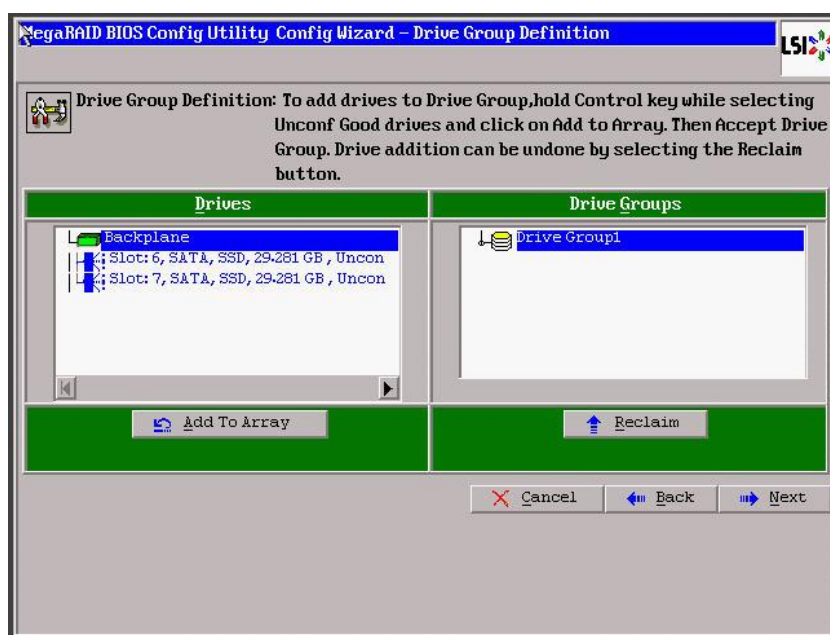 MegaRAID BIOS Config Utility Config Wizard – Drive Group Definition
LSI
Drive Group Definition: To add drives to Drive Group,hold Control key while selecting
Unconf Good drives and click on Add to Array. Then Accept Drive
Group. Drive addition can be undone by selecting the Reclaim
button.
Drives
Drive Groups
Backplane
Slot: 6, SATA, SSD, 29.281 GB , Uncon
Slot: 7, SATA, SSD, 29.281 GB , Uncon
Drive Group1
Add To Array
Reclaim
Cancel
Back
Next